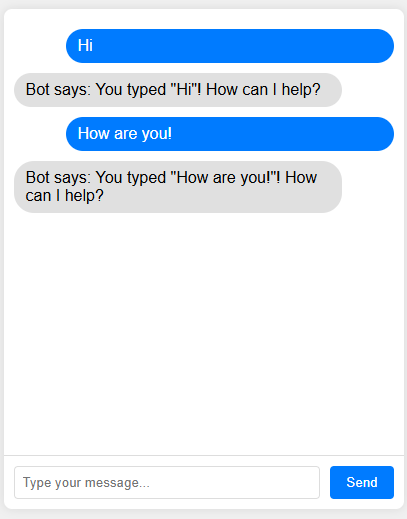 Hi
Bot says: You typed "Hi"! How can I help?
How are you!
Bot says: You typed "How are you!"! How
can I help?
Type your message...
Send